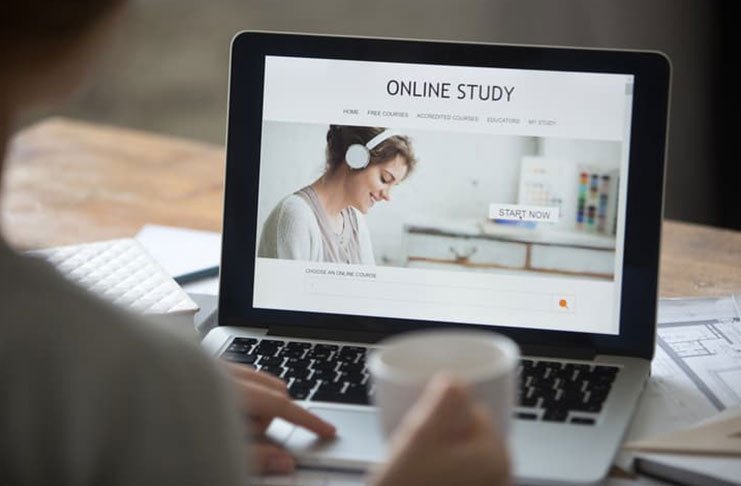 ONLINE STUDY
HOME FREE COURSES ACCREDITED COURSES EDUCATORS MY STUDY
START NOW
CHOOSE AN ONLINE COURSE